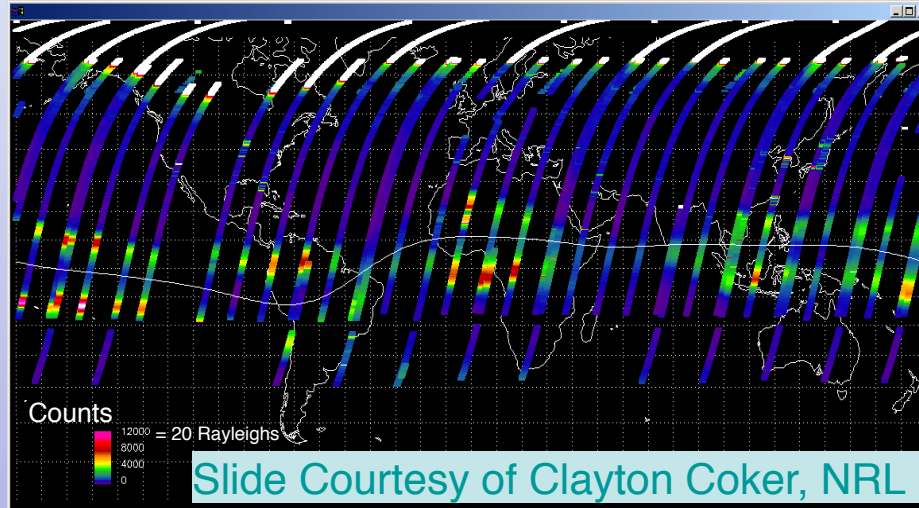 Counts
12000 = 20 Rayleighs
8000
4000
0
Slide Courtesy of Clayton Coker, NRL